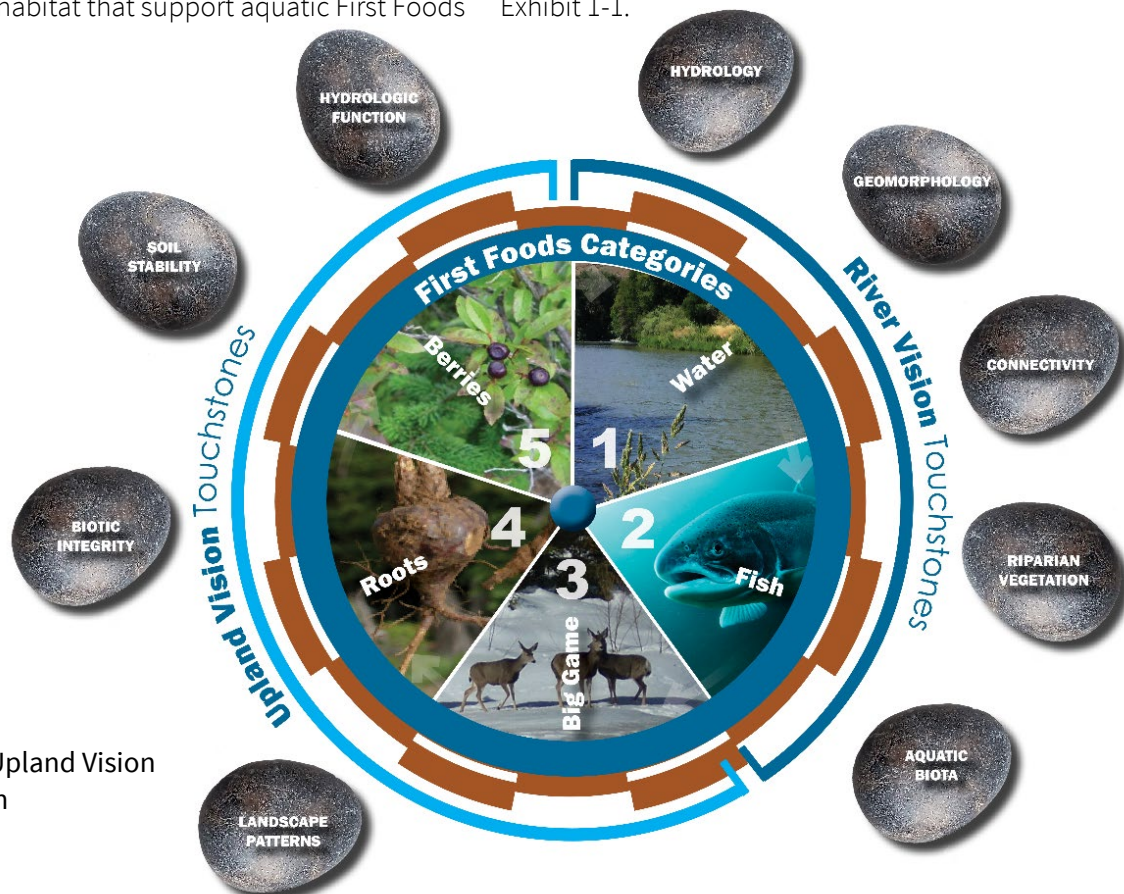 habitat that support aquatic First Foods
Exhibit 1-1.
HYDROLOGIC
FUNCTION
HYDROLOGY
GEOMORPHOLOGY
SOIL
STABILITY
First Foods Categories
River Vision Touchstones
CONNECTIVITY
Berries
Water
5
1
4
2
3
Roots
Fish
Big Game
BIOTIC
INTEGRITY
RIPARIAN
VEGETATION
Upland Vision Touchstones
AQUATIC
BIOTA
Upland Vision
LANDSCAPE
PATTERNS